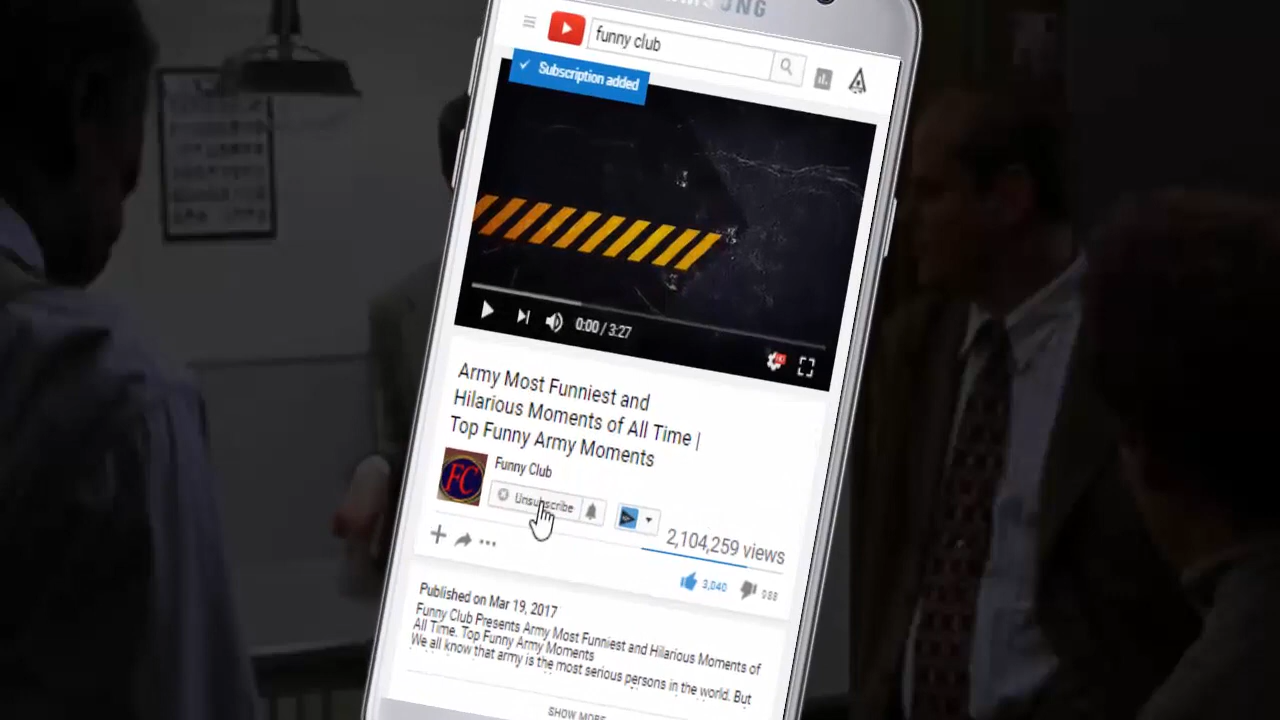 SAMSUNG
funny club
Subscription added
0:00 / 3:27
Army Most Funniest and
Hilarious Moments of All Time |
Top Funny Army Moments
FC
Funny Club
Unsubscribe
2,104,259 views
3,040
988
Published on Mar 19, 2017
Funny Club Presents Army Most Funniest and Hilarious Moments of
All Time. Top Funny Army Moments
We all know that army is the most serious persons in the world. But
SHOW MORE